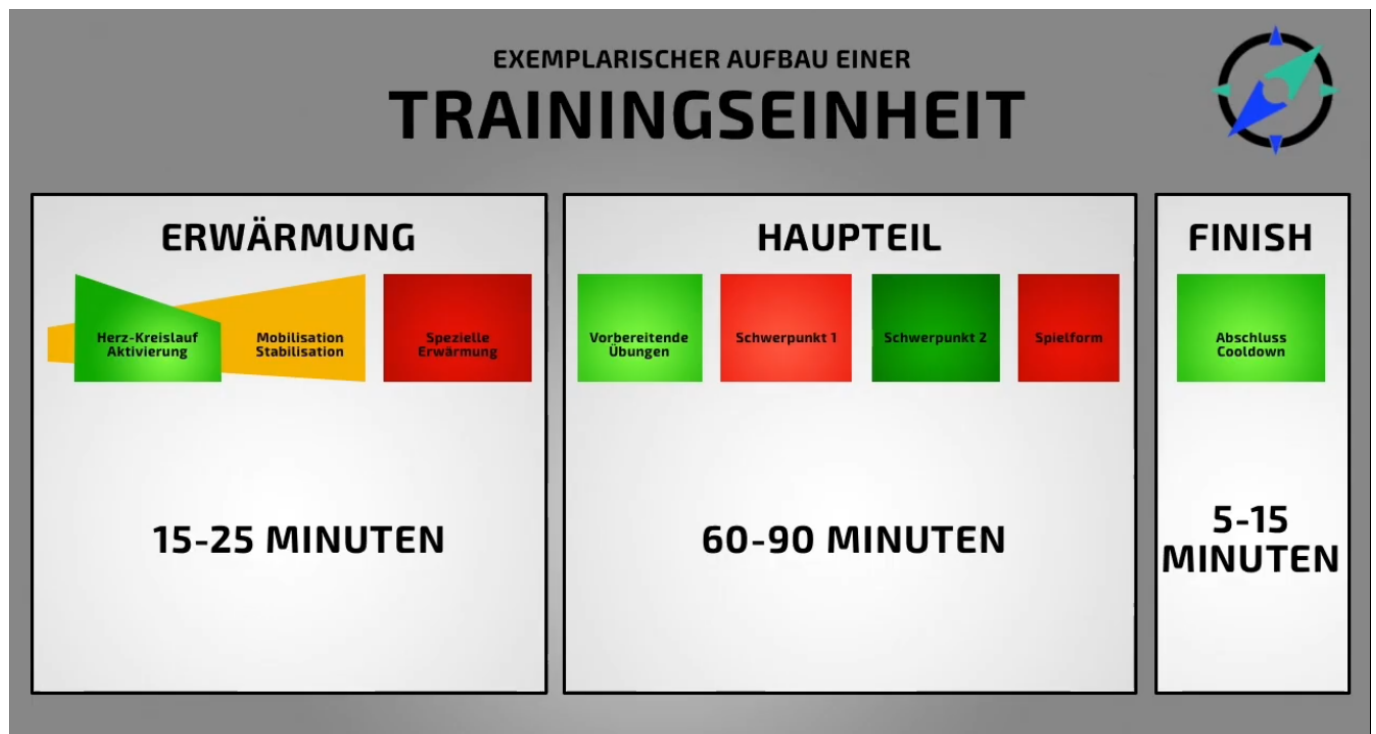 EXEMPLARISCHER AUFBAU EINER
TRAININGSEINHEIT
ERWÄRMUNG
Herz-Kreislauf
Aktivierung
Mobilisation
Stabilisation
Spezielle
Erwärmung
15-25 MINUTEN
HAUPTEIL
Vorbereitende
Übungen
Schwerpunkt 1
Schwerpunkt 2
Spielform
60-90 MINUTEN
FINISH
Abschluss
Cooldown
5-15
MINUTEN